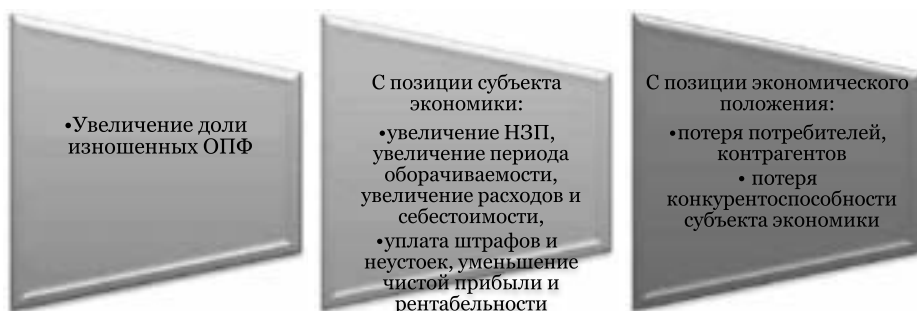 •Увеличение доли
изношенных ОПФ
С позиции субъекта
экономики:
•увеличение НЗП,
увеличение периода
оборачиваемости,
увеличение расходов и
себестоимости,
•уплата штрафов и
неустоек, уменьшение
чистой прибыли и
рентабельности
С позиции экономического
положения:
•потеря потребителей,
контрагентов
• потеря
конкурентоспособности
субъекта экономики